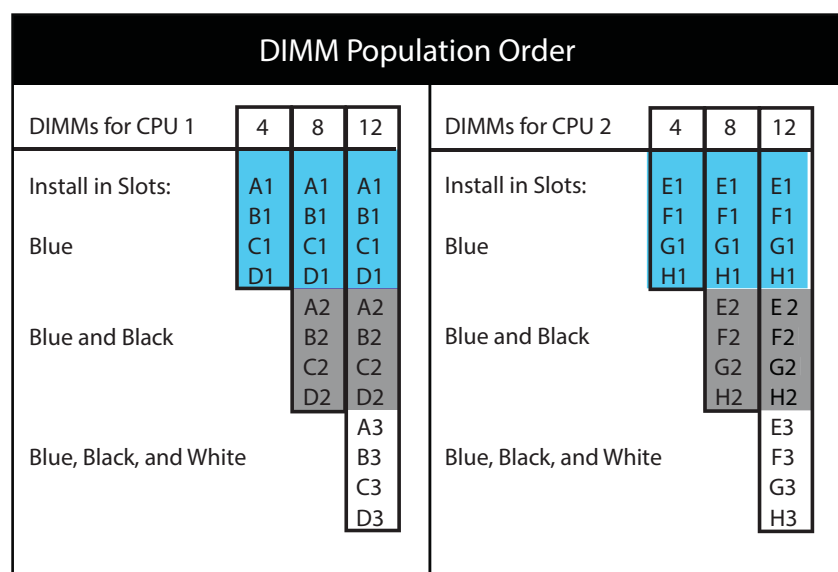 DIMM Population Order
DIMMs for CPU 1 4 8 12
Install in Slots: A1 A1 A1
B1 B1 B1
Blue C1 C1 C1
D1 D1 D1
A2 A2
Blue and Black B2 B2
C2 C2
D2 D2
A3
Blue, Black, and White B3
C3
D3
DIMMs for CPU 2 4 8 12
Install in Slots: E1 E1 E1
F1 F1 F1
Blue G1 G1 G1
H1 H1 H1
E2 E 2
Blue and Black F2 F2
G2 G2
H2 H2
E3
Blue, Black, and White F3
G3
H3